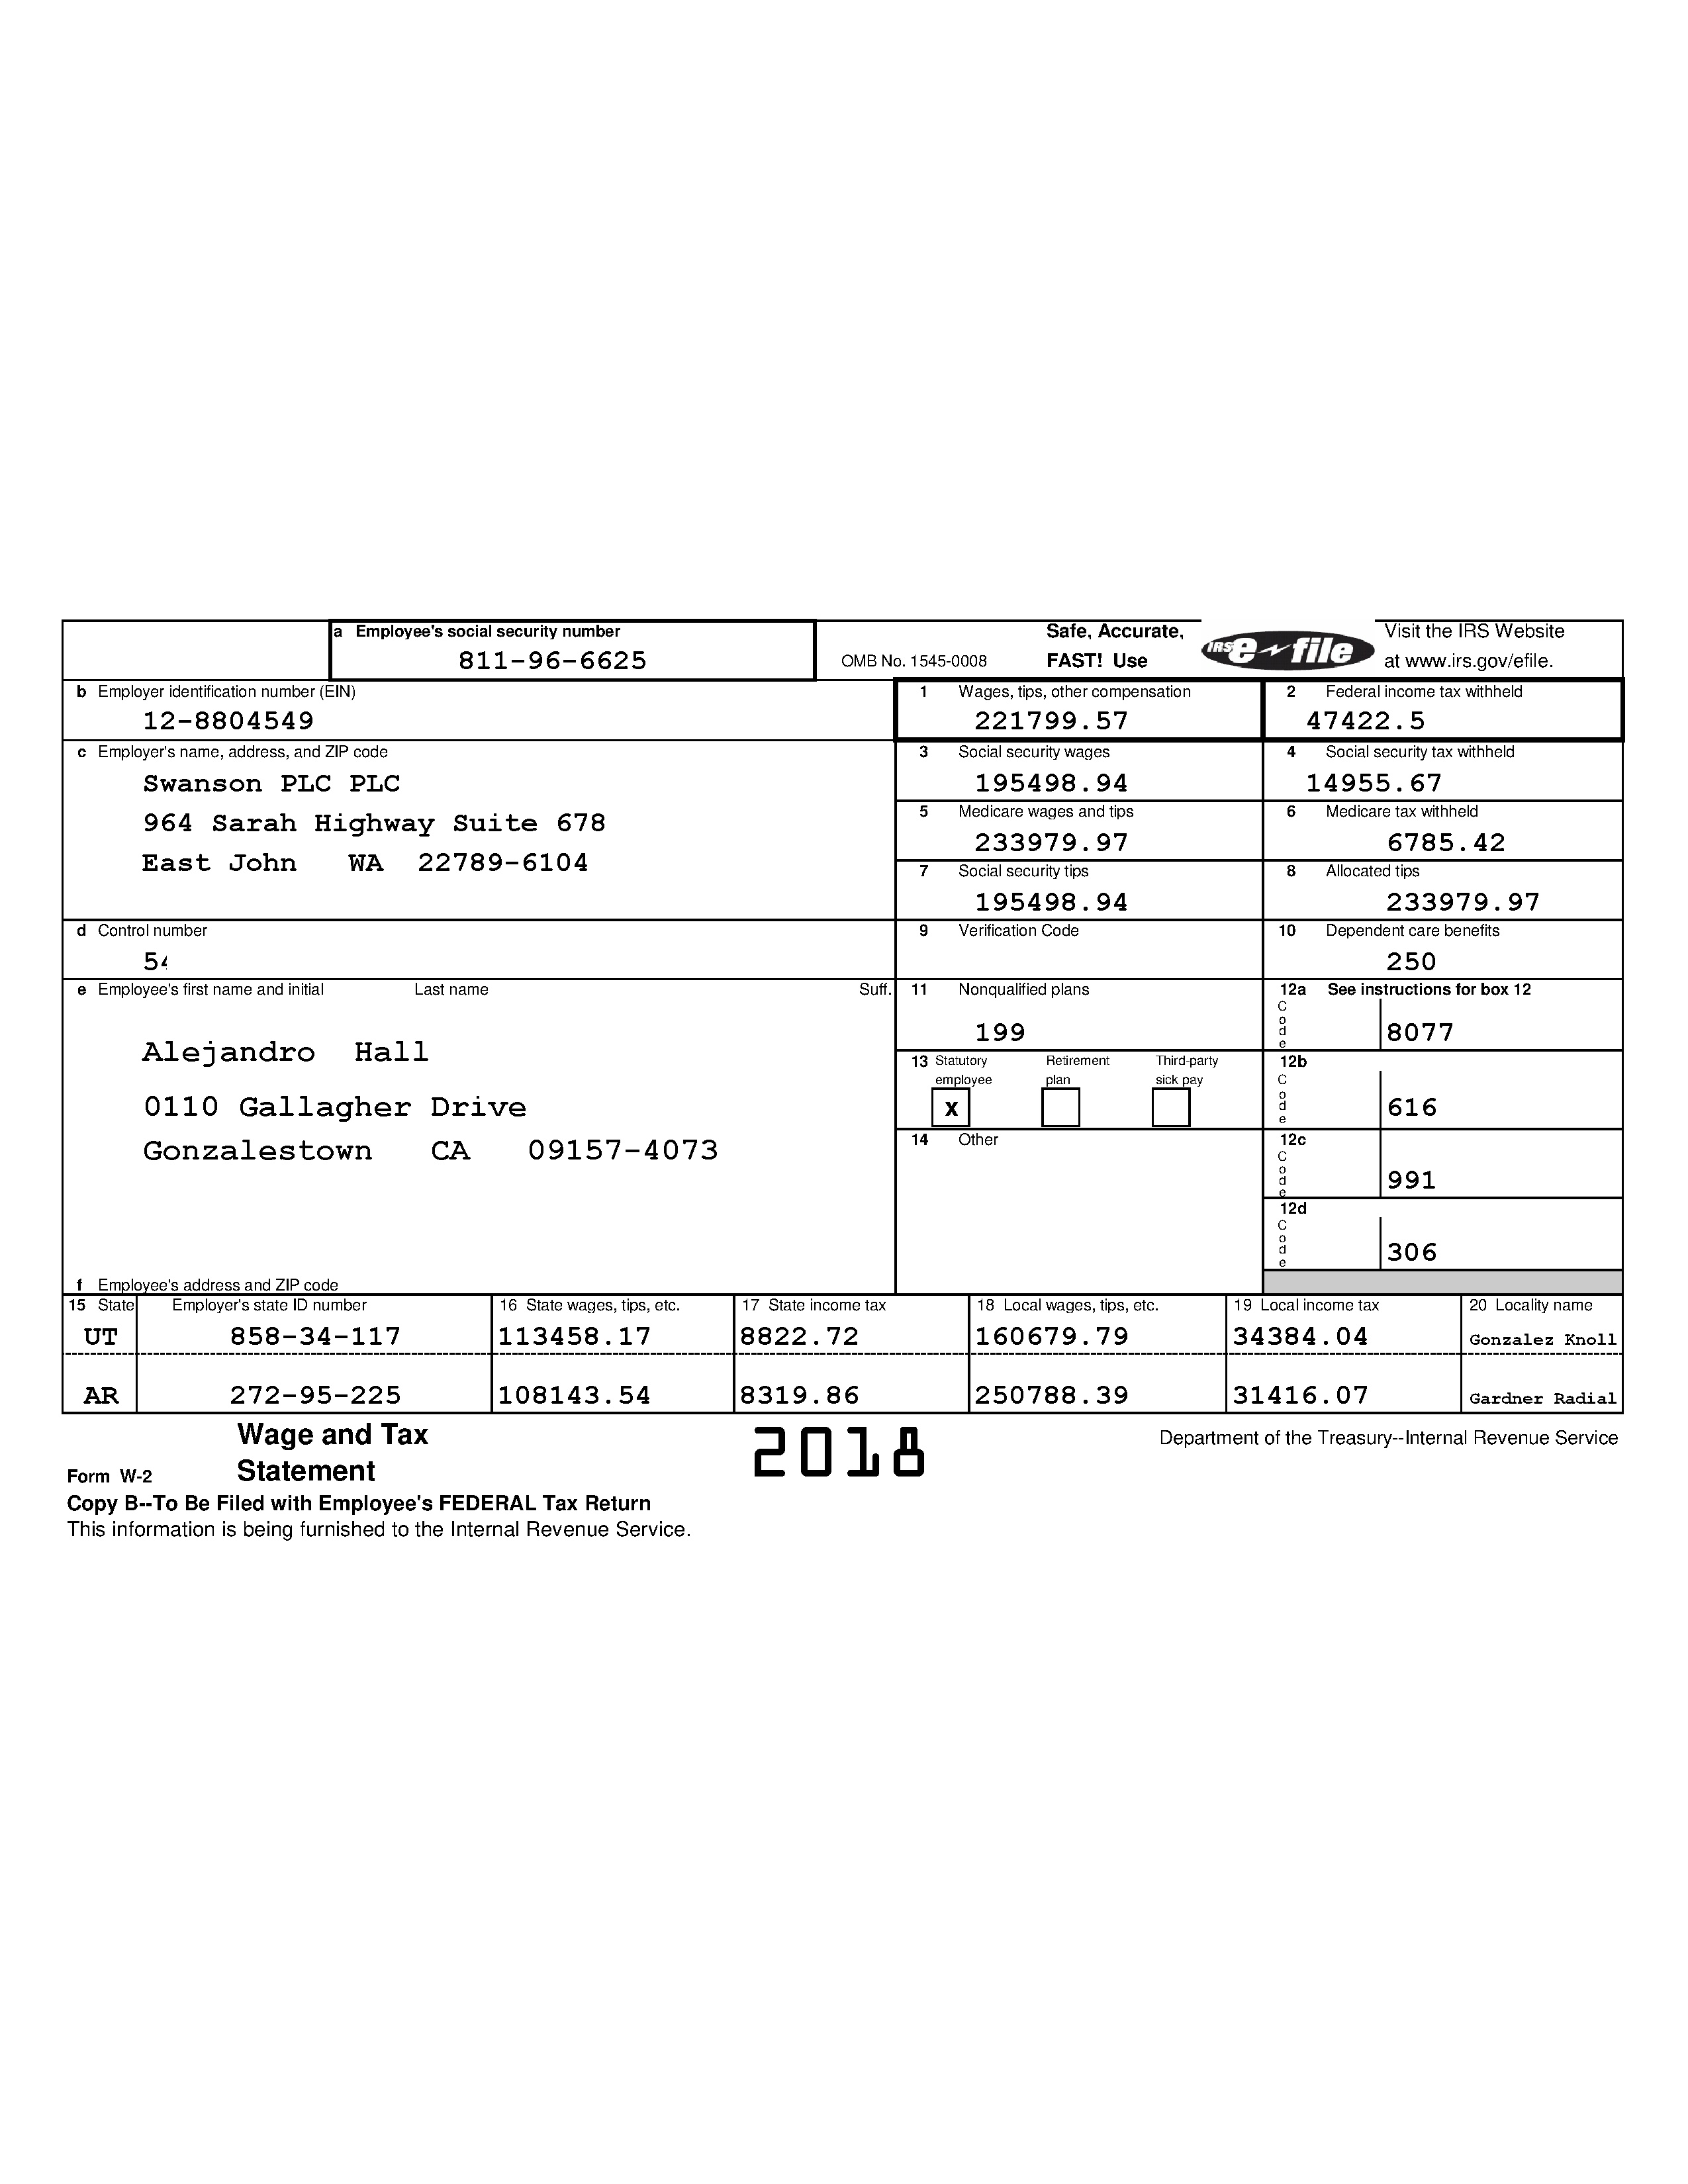 a Employee's social security number
811-96-6625
OMB No. 1545-0008
Safe, Accurate,
FAST! Use
IRS e file
Visit the IRS Website
at www.irs.gov/efile.
b Employer identification number (EIN)
12-8804549
1 Wages, tips, other compensation
221799.57
2 Federal income tax withheld
47422.5
c Employer's name, address, and ZIP code
Swanson PLC PLC
964 Sarah Highway Suite 678
East John WA 22789-6104
3 Social security wages
195498.94
4 Social security tax withheld
14955.67
5 Medicare wages and tips
233979.97
6 Medicare tax withheld
6785.42
7 Social security tips
195498.94
8 Allocated tips
233979.97
d Control number
9 Verification Code
10 Dependent care benefits
250
e Employee's first name and initial Last name Suff.
Alejandro Hall
0110 Gallagher Drive
Gonzalestown CA 09157-4073
f Employee's address and ZIP code
11 Nonqualified plans
199
12a See instructions for box 12
Code
8077
13 Statutory employee Retirement plan Third-party sick pay
x
12b
Code
616
14 Other
12c
Code
991
12d
Code
306
15 State Employer's state ID number 16 State wages, tips, etc. 17 State income tax 18 Local wages, tips, etc. 19 Local income tax 20 Locality name
UT 858-34-117 113458.17 8822.72 160679.79 34384.04 Gonzalez Knoll
AR 272-95-225 108143.54 8319.86 250788.39 31416.07 Gardner Radial
Form W-2
Wage and Tax
Statement
2018
Department of the Treasury--Internal Revenue Service
Copy B--To Be Filed with Employee's FEDERAL Tax Return
This information is being furnished to the Internal Revenue Service.